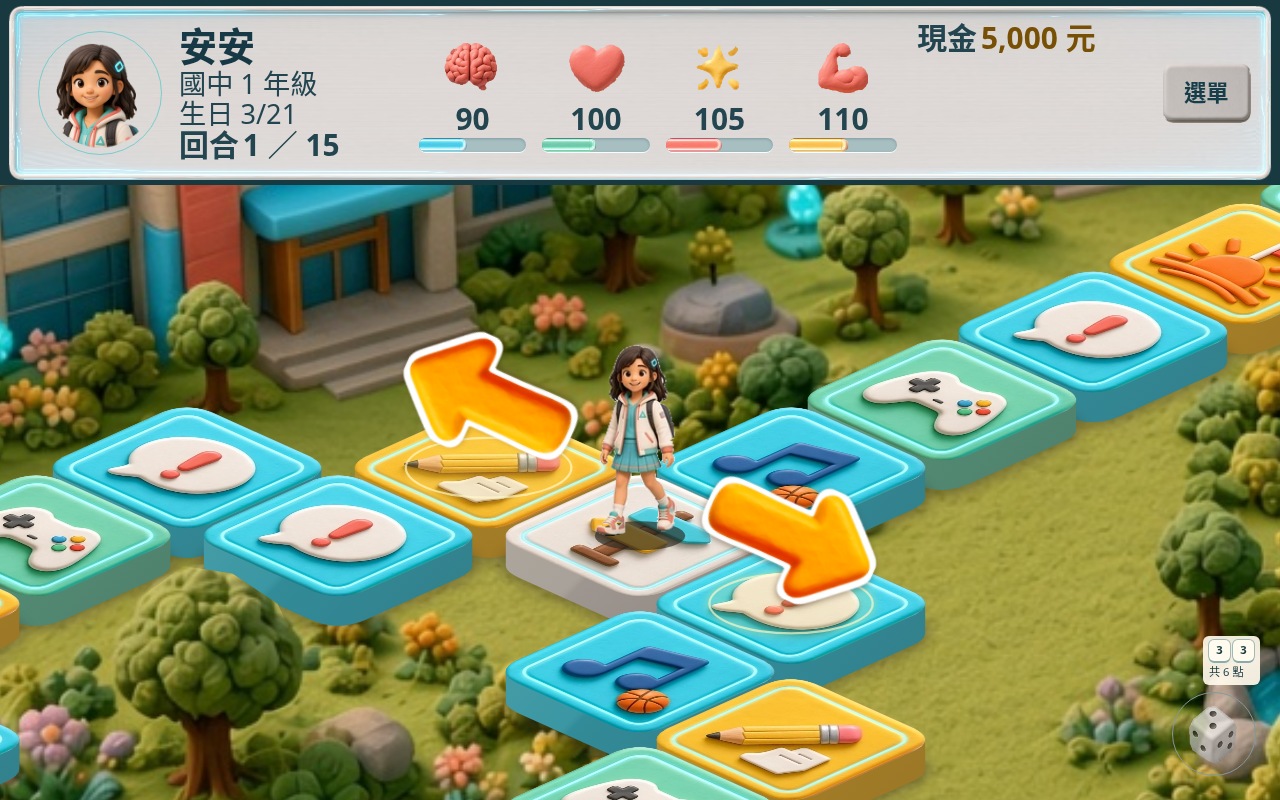 安安
國中 1 年級
生日 3/21
回合 1 ／ 15
90
100
105
110
現金 5,000 元
選單
3 3
共 6 點